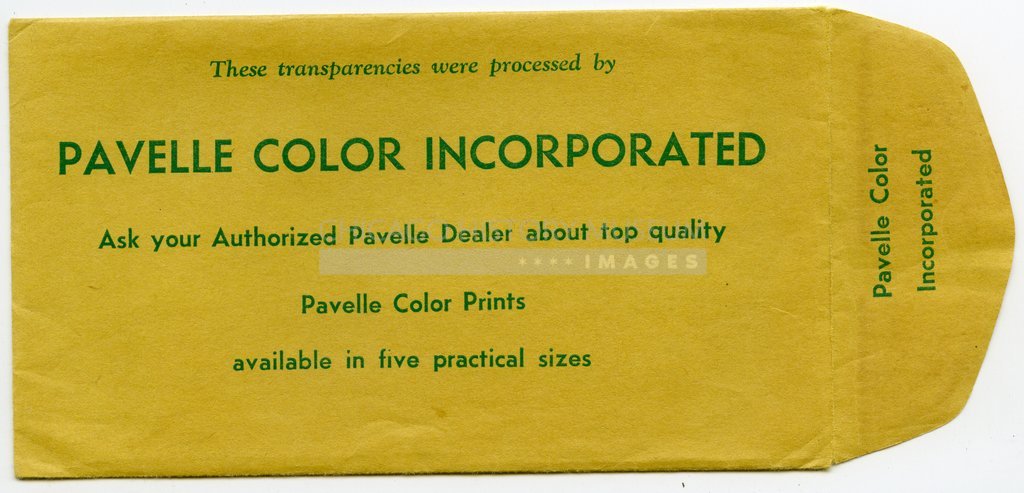 These transparencies were processed by
PAVELLE COLOR INCORPORATED
Ask your Authorized Pavelle Dealer about top quality
**** IMAGES
Pavelle Color Prints
available in five practical sizes
Pavelle Color
Incorporated